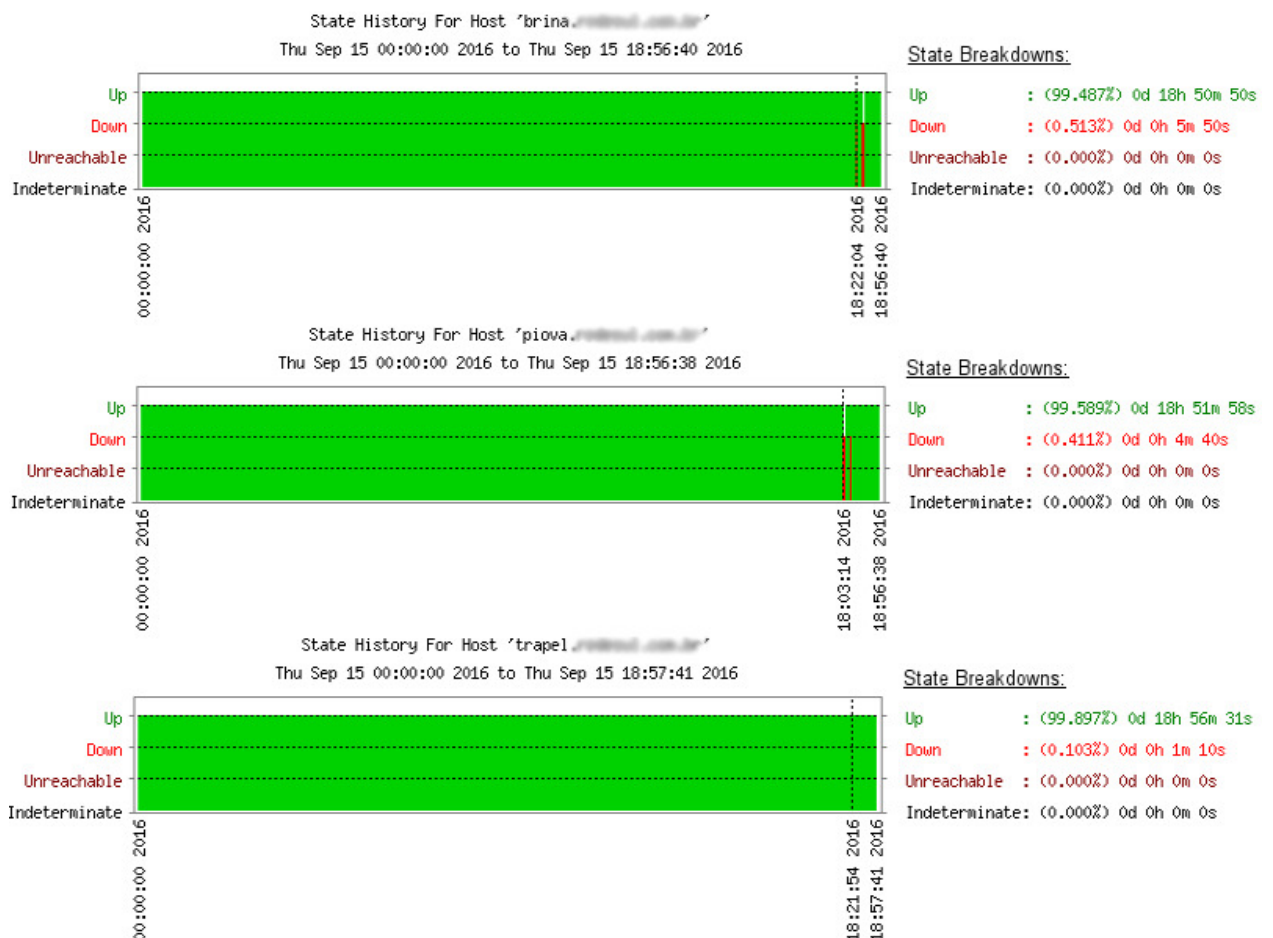 State History For Host 'brina.
Thu Sep 15 00:00:00 2016 to Thu Sep 15 18:56:40 2016
Up
Down
Unreachable
Indeterminate
00:00:00 2016
18:22:04 2016
18:56:40 2016
State Breakdowns:
Up : (99.487%) 0d 18h 50m 50s
Down : (0.513%) 0d 0h 5m 50s
Unreachable : (0.000%) 0d 0h 0m 0s
Indeterminate: (0.000%) 0d 0h 0m 0s
State History For Host 'piova.
Thu Sep 15 00:00:00 2016 to Thu Sep 15 18:56:38 2016
Up
Down
Unreachable
Indeterminate
00:00:00 2016
18:03:14 2016
18:56:38 2016
State Breakdowns:
Up : (99.589%) 0d 18h 51m 58s
Down : (0.411%) 0d 0h 4m 40s
Unreachable : (0.000%) 0d 0h 0m 0s
Indeterminate: (0.000%) 0d 0h 0m 0s
State History For Host 'trapel.
Thu Sep 15 00:00:00 2016 to Thu Sep 15 18:57:41 2016
Up
Down
Unreachable
Indeterminate
00:00:00 2016
18:21:54 2016
18:57:41 2016
State Breakdowns:
Up : (99.897%) 0d 18h 56m 31s
Down : (0.103%) 0d 0h 1m 10s
Unreachable : (0.000%) 0d 0h 0m 0s
Indeterminate: (0.000%) 0d 0h 0m 0s